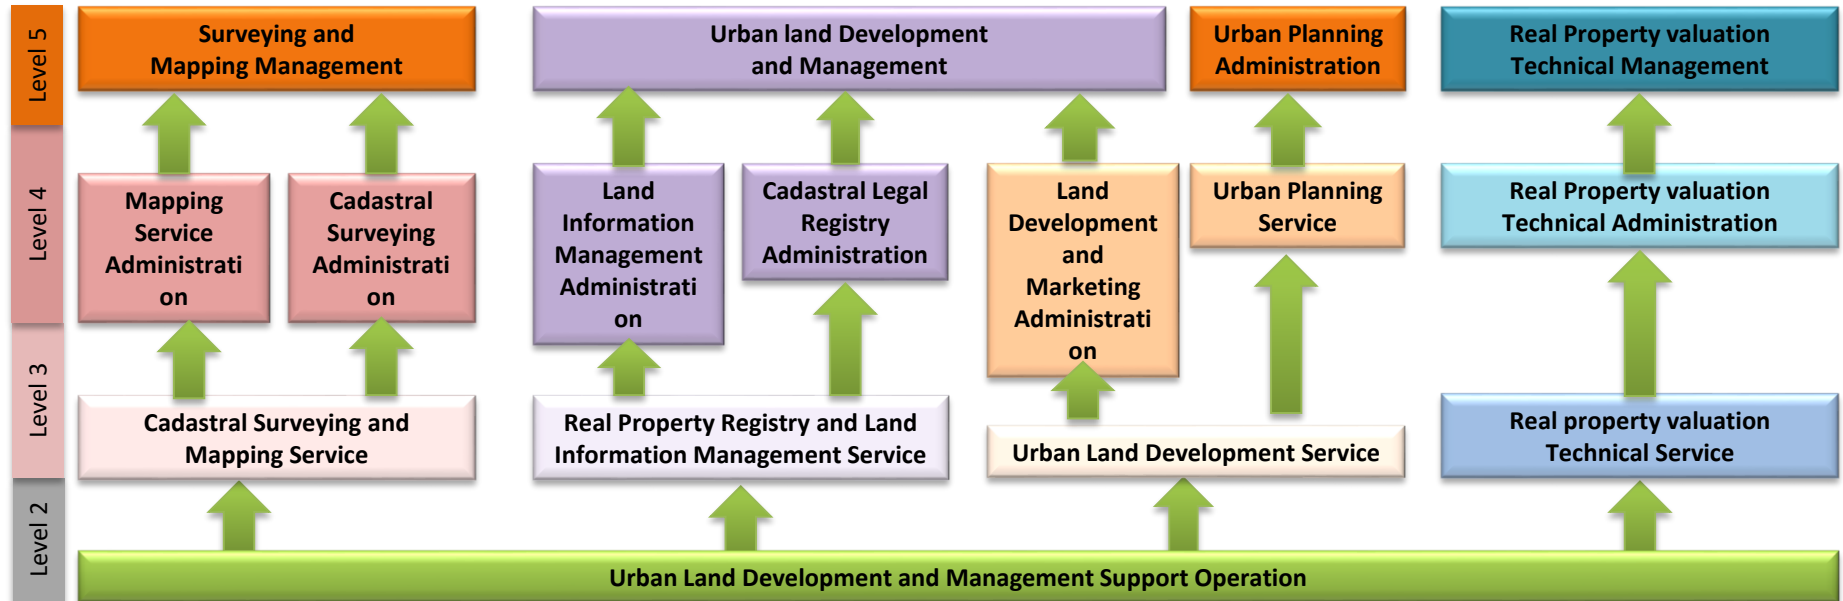 Level 5
Surveying and
Mapping Management
Urban land Development
and Management
Urban Planning
Administration
Real Property valuation
Technical Management
Level 4
Mapping
Service
Administrati
on
Cadastral
Surveying
Administrati
on
Land
Information
Management
Administrati
on
Cadastral Legal
Registry
Administration
Land
Development
and
Marketing
Administrati
on
Urban Planning
Service
Real Property valuation
Technical Administration
Level 3
Cadastral Surveying and
Mapping Service
Real Property Registry and Land
Information Management Service
Urban Land Development Service
Real property valuation
Technical Service
Level 2
Urban Land Development and Management Support Operation